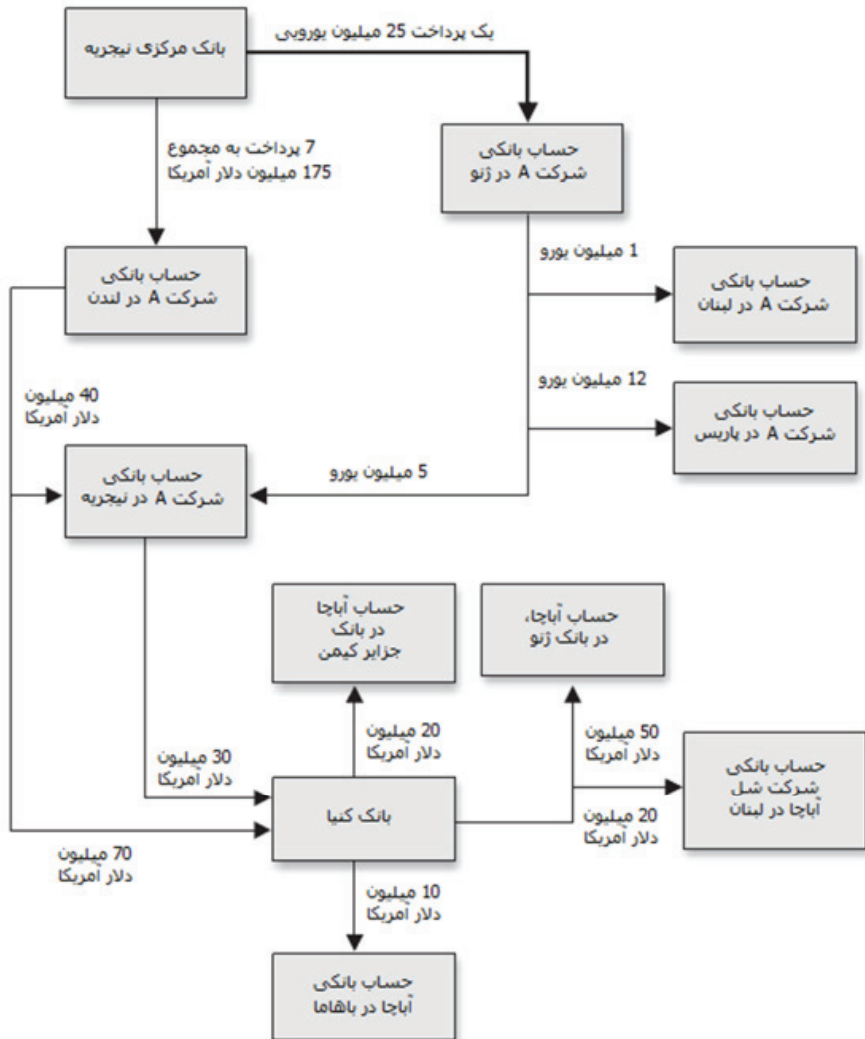 بانک مرکزی نیجریه
یک پرداخت 25 میلیون یورویی
7 پرداخت به مجموع
175 میلیون دلار آمریکا
حساب بانکی
شرکت A در ژنو
1 میلیون یورو
حساب بانکی
شرکت A در لندن
حساب بانکی
شرکت A در لبنان
12 میلیون یورو
40 میلیون
دلار آمریکا
حساب بانکی
شرکت A در پاریس
حساب بانکی
شرکت A در نیجریه
5 میلیون یورو
حساب آباچا
در بانک
جزایر کیمن
حساب آباچا،
در بانک ژنو
20 میلیون
دلار آمریکا
50 میلیون
دلار آمریکا
30 میلیون
دلار آمریکا
حساب بانکی
شرکت شل
آباچا در لبنان
بانک کنیا
20 میلیون
دلار آمریکا
70 میلیون
دلار آمریکا
10 میلیون
دلار آمریکا
حساب بانکی
آباچا در باهاما